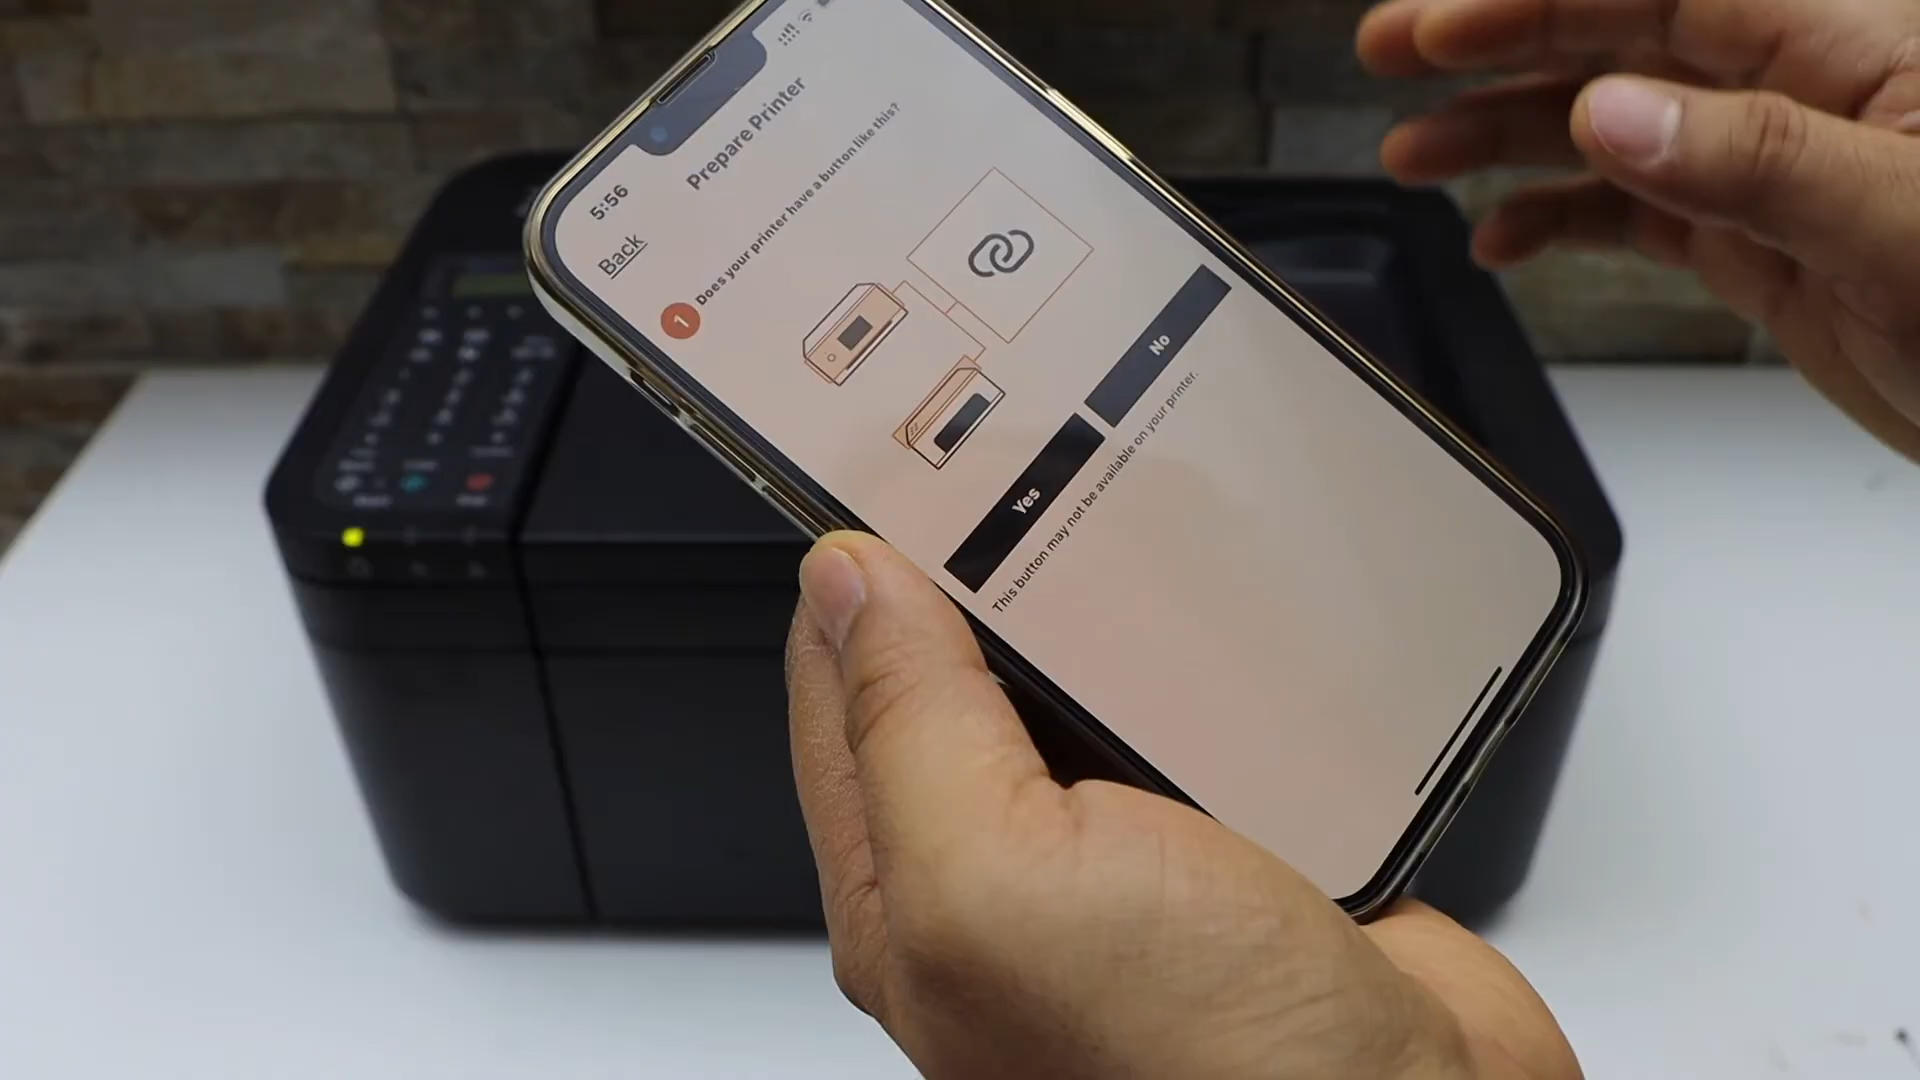 5:56
Back
Prepare Printer
1 Does your printer have a button like this?
Yes
No
This button may not be available on your printer.